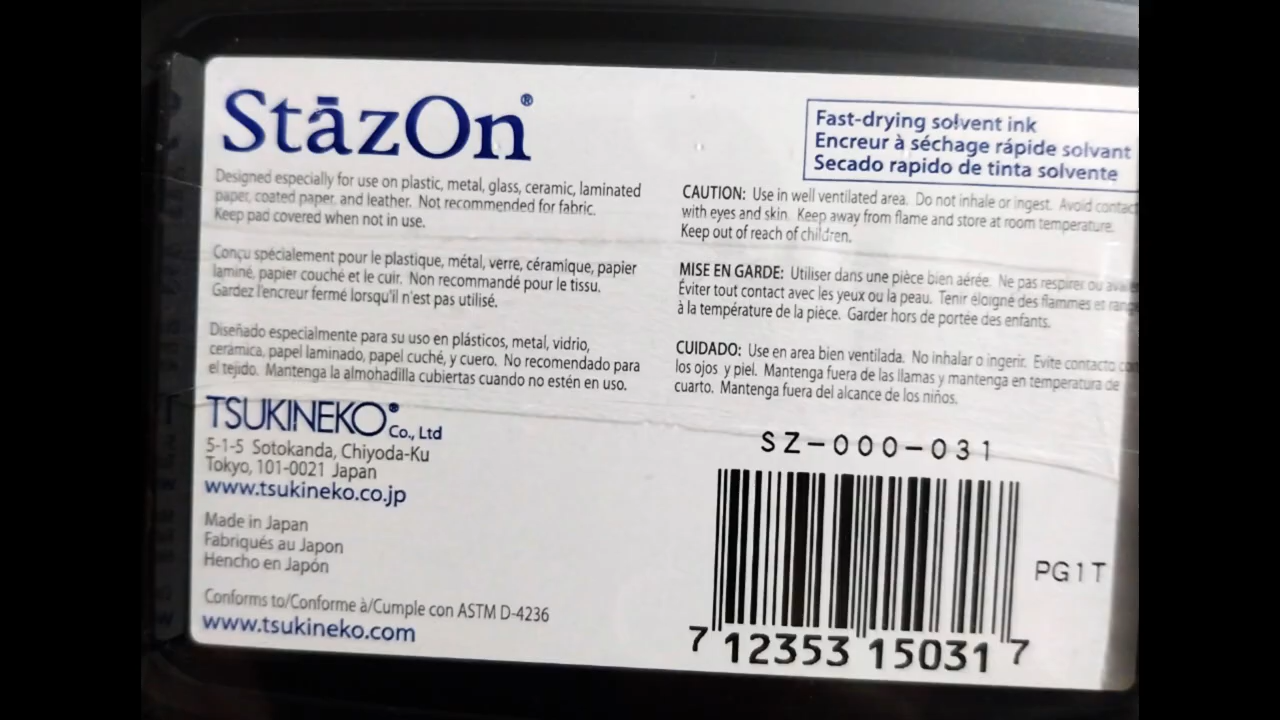 StāzOn®
Designed especially for use on plastic, metal, glass, ceramic, laminated
paper, coated paper, and leather. Not recommended for fabric.
Keep pad covered when not in use.
Conçu spécialement pour le plastique, métal, verre, céramique, papier
laminé, papier couché et le cuir. Non recommandé pour le tissu.
Gardez l'encreur fermé lorsqu'il n'est pas utilisé.
Diseñado especialmente para su uso en plásticos, metal, vidrio,
cerámica, papel laminado, papel cuché, y cuero. No recomendado para
el tejido. Mantenga la almohadilla cubiertas cuando no estén en uso.
TSUKINEKO® Co., Ltd
5-1-5 Sotokanda, Chiyoda-Ku
Tokyo, 101-0021 Japan
www.tsukineko.co.jp
Made in Japan
Fabriqués au Japon
Hencho en Japón
Conforms to/Conforme à/Cumple con ASTM D-4236
www.tsukineko.com
Fast-drying solvent ink
Encreur à séchage rápide solvant
Secado rapido de tinta solvente
CAUTION: Use in well ventilated area. Do not inhale or ingest. Avoid contact
with eyes and skin. Keep away from flame and store at room temperature.
Keep out of reach of children.
MISE EN GARDE: Utiliser dans une pièce bien aérée. Ne pas respirer ou
Éviter tout contact avec les yeux ou la peau. Tenir éloigné des flammes et
à la température de la pièce. Garder hors de portée des enfants.
CUIDADO: Use en area bien ventilada. No inhalar o ingerir. Evite contacto
los ojos y piel. Mantenga fuera de las llamas y mantenga en temperatura de
cuarto. Mantenga fuera del alcance de los niños.
SZ-000-031
PG1T
7 12353 15031 7